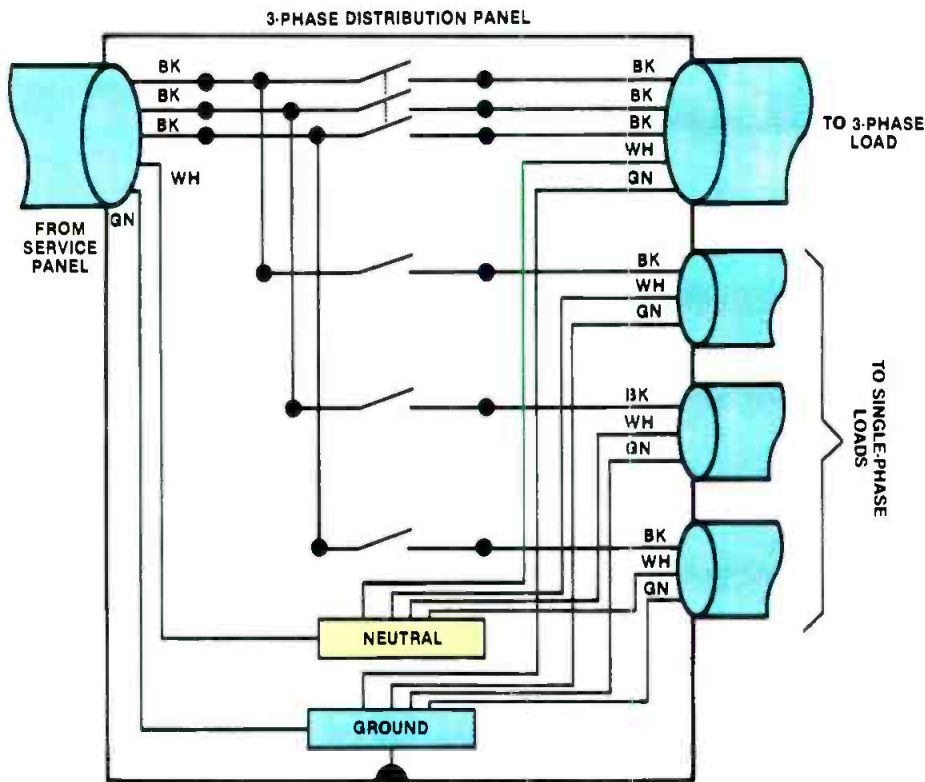 3-PHASE DISTRIBUTION PANEL
BK
BK
BK
WH
GN
FROM
SERVICE
PANEL
BK
BK
BK
WH
GN
TO 3-PHASE
LOAD
BK
WH
GN
BK
WH
GN
BK
WH
GN
TO SINGLE-PHASE
LOADS
NEUTRAL
GROUND